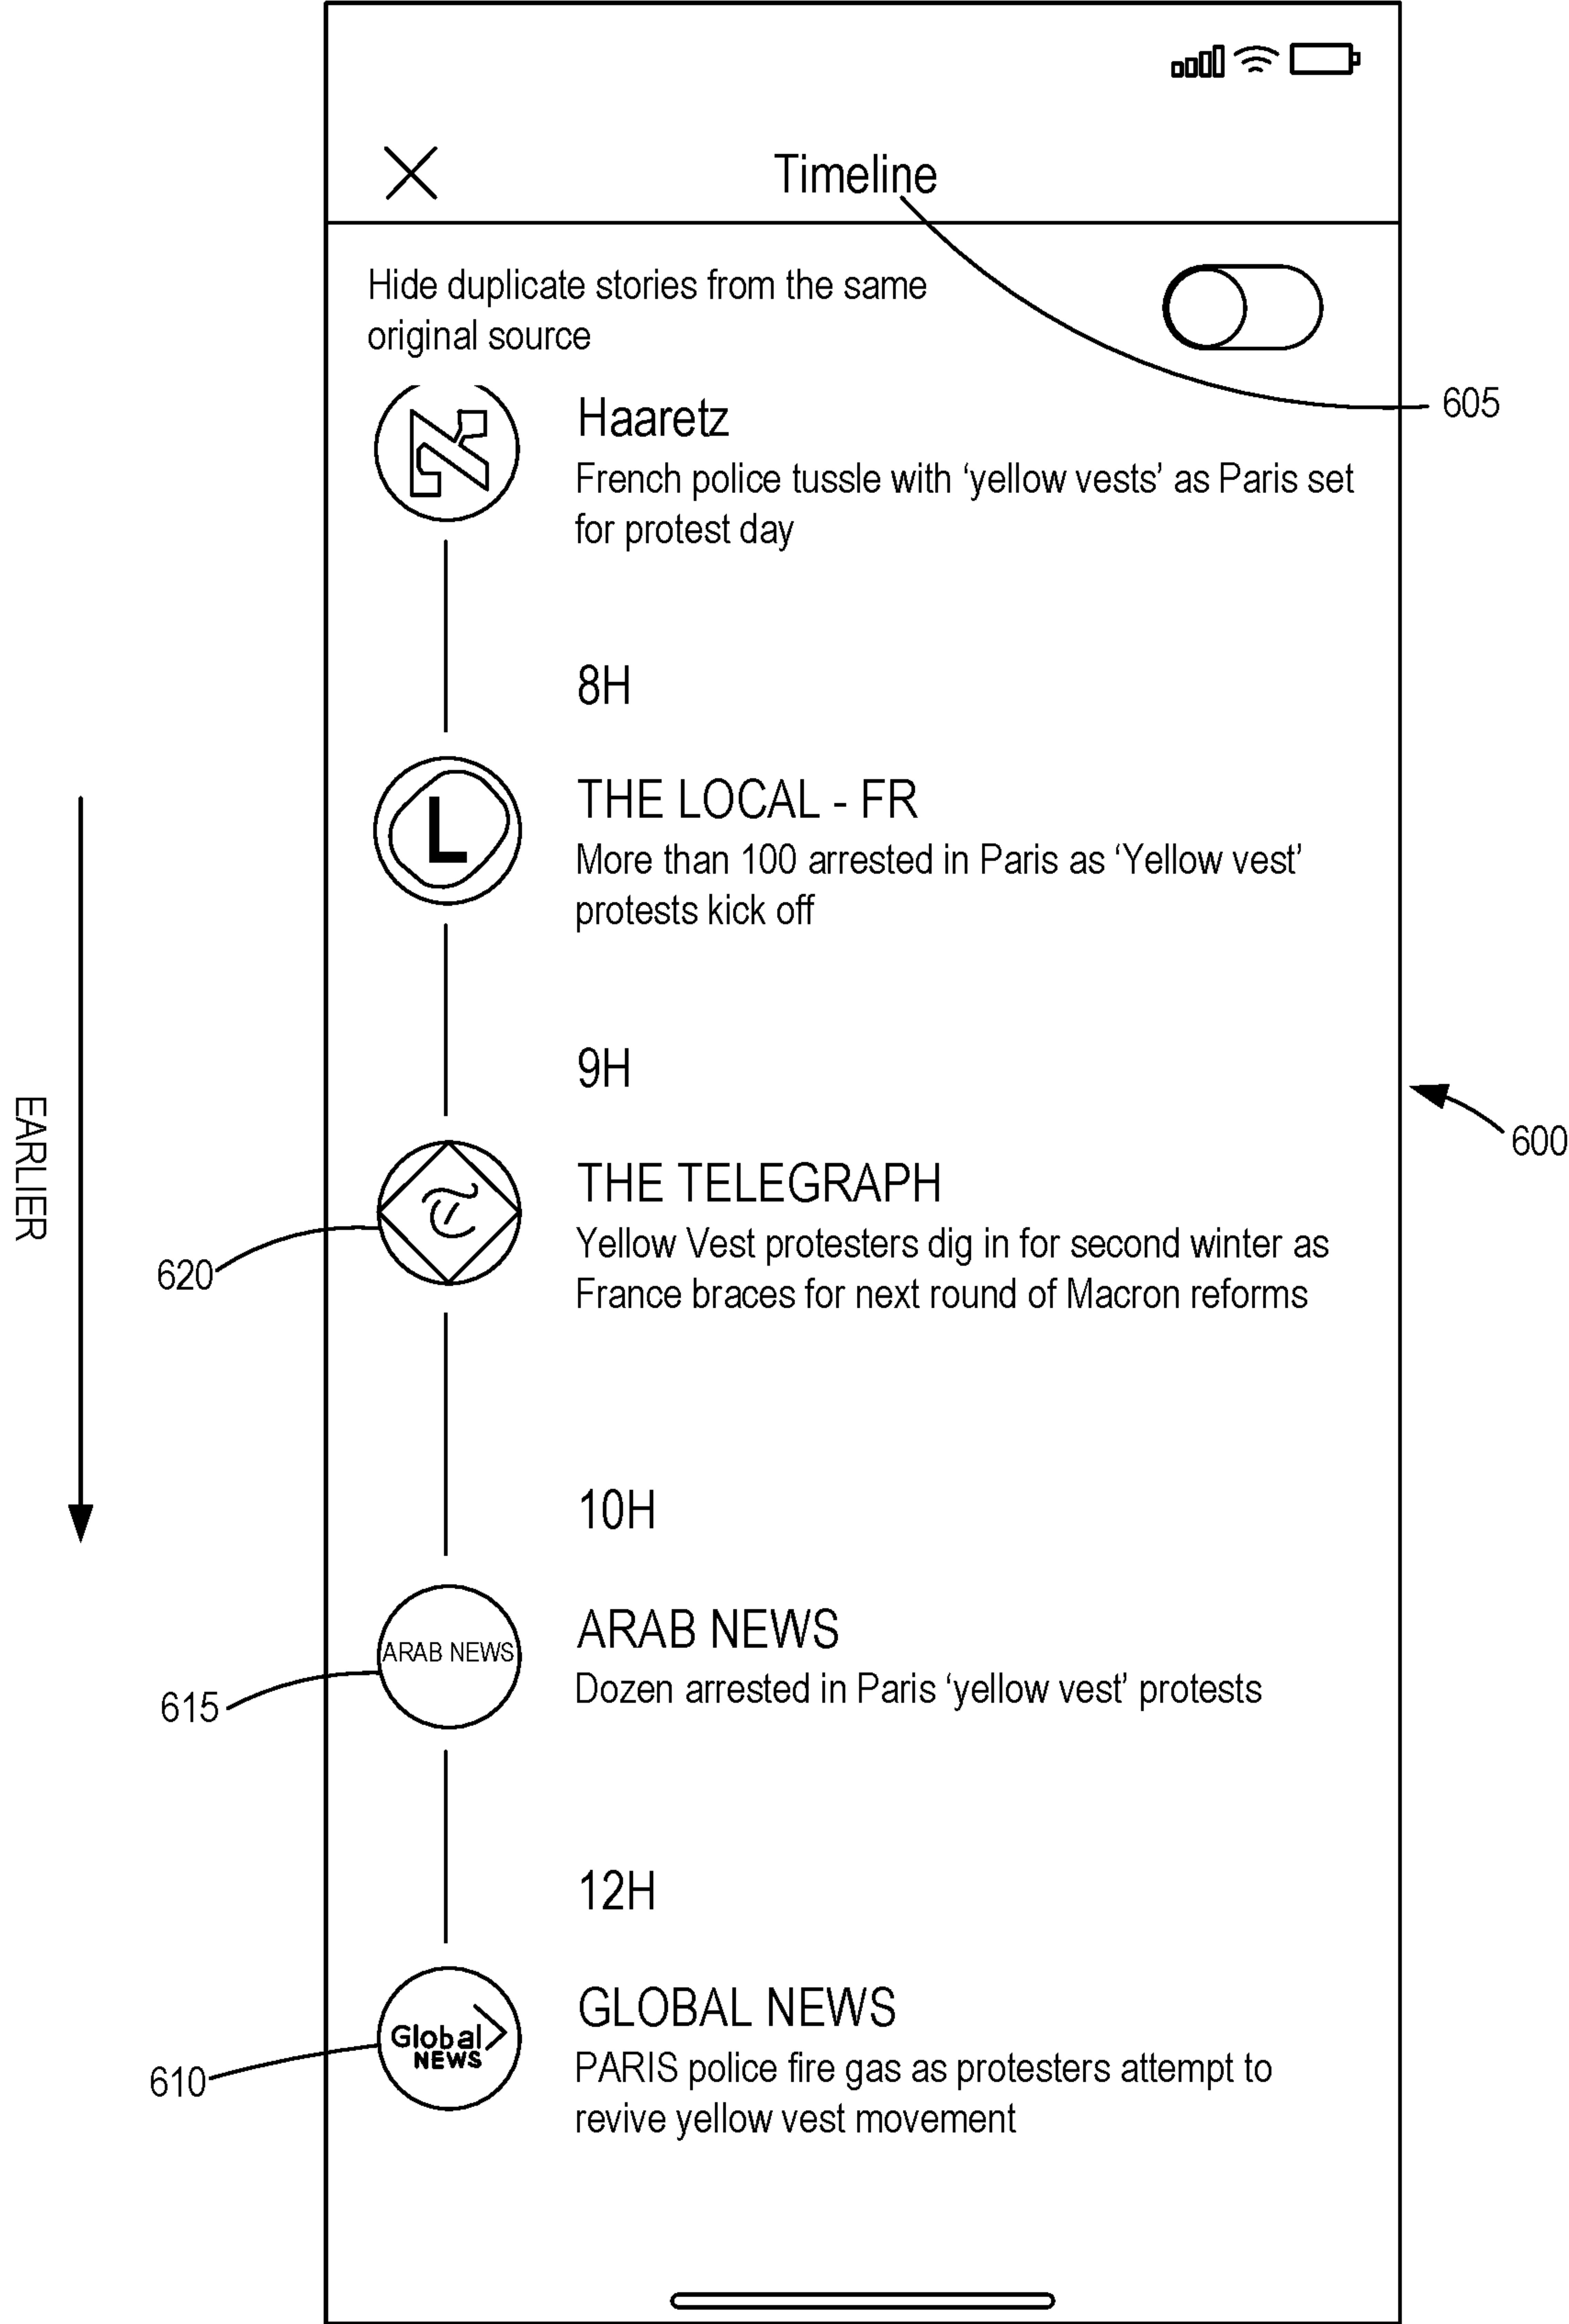 Timeline
Hide duplicate stories from the same
original source
605
Haaretz
French police tussle with ‘yellow vests’ as Paris set
for protest day
8H
L
THE LOCAL - FR
More than 100 arrested in Paris as ‘Yellow vest’
protests kick off
9H
EARLIER
600
T
THE TELEGRAPH
Yellow Vest protesters dig in for second winter as
France braces for next round of Macron reforms
620
10H
ARAB NEWS
ARAB NEWS
Dozen arrested in Paris ‘yellow vest’ protests
615
12H
Global
NEWS
GLOBAL NEWS
PARIS police fire gas as protesters attempt to
revive yellow vest movement
610